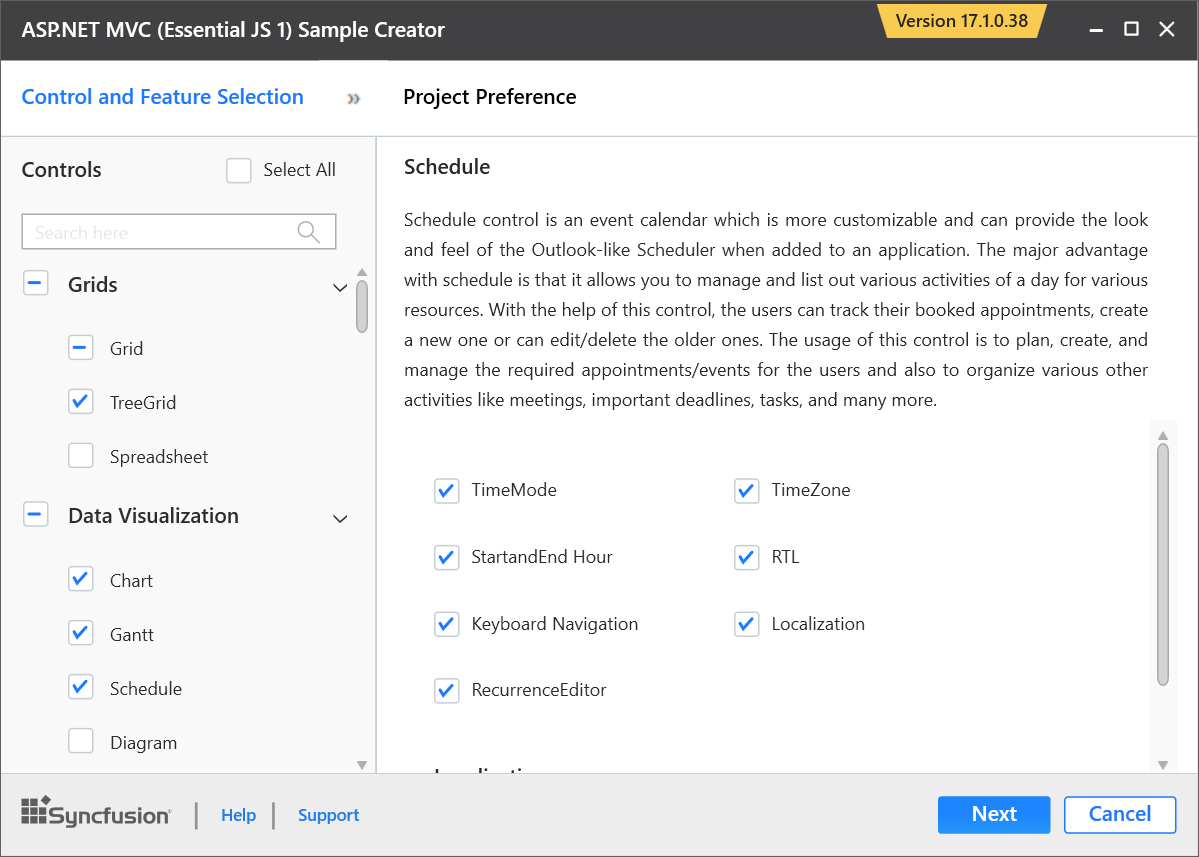 ASP.NET MVC (Essential JS 1) Sample Creator
Version 17.1.0.38
Control and Feature Selection
»
Project Preference
Controls
Select All
Search here
Grids
Grid
TreeGrid
Spreadsheet
Data Visualization
Chart
Gantt
Schedule
Diagram
Schedule
Schedule control is an event calendar which is more customizable and can provide the look
and feel of the Outlook-like Scheduler when added to an application. The major advantage
with schedule is that it allows you to manage and list out various activities of a day for various
resources. With the help of this control, the users can track their booked appointments, create
a new one or can edit/delete the older ones. The usage of this control is to plan, create, and
manage the required appointments/events for the users and also to organize various other
activities like meetings, important deadlines, tasks, and many more.
TimeMode
TimeZone
StartandEnd Hour
RTL
Keyboard Navigation
Localization
RecurrenceEditor
Syncfusion
Help
Support
Next
Cancel